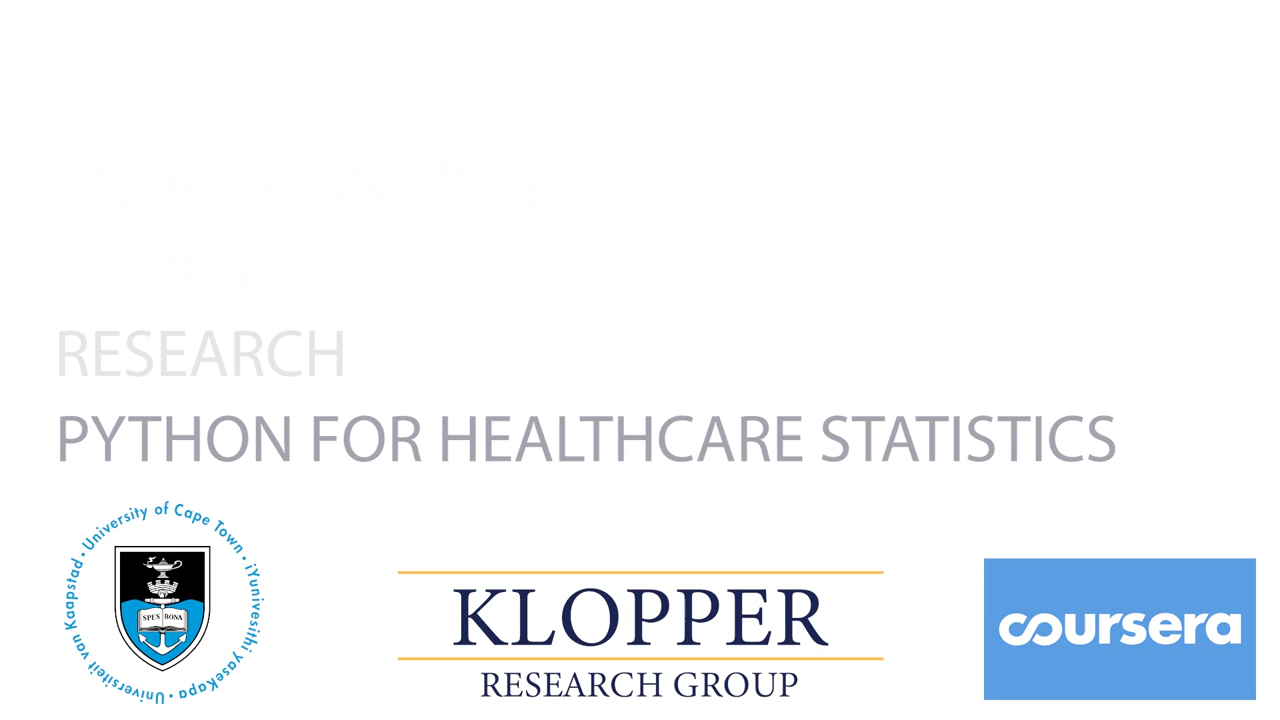 UNDERSTANDING
CLINICAL
RESEARCH
PYTHON FOR HEALTHCARE STATISTICS
University of Cape Town • iYunivesithi yaseKapa • Universiteit van Kaapstad •
SPES BONA
KLOPPER
RESEARCH GROUP
coursera